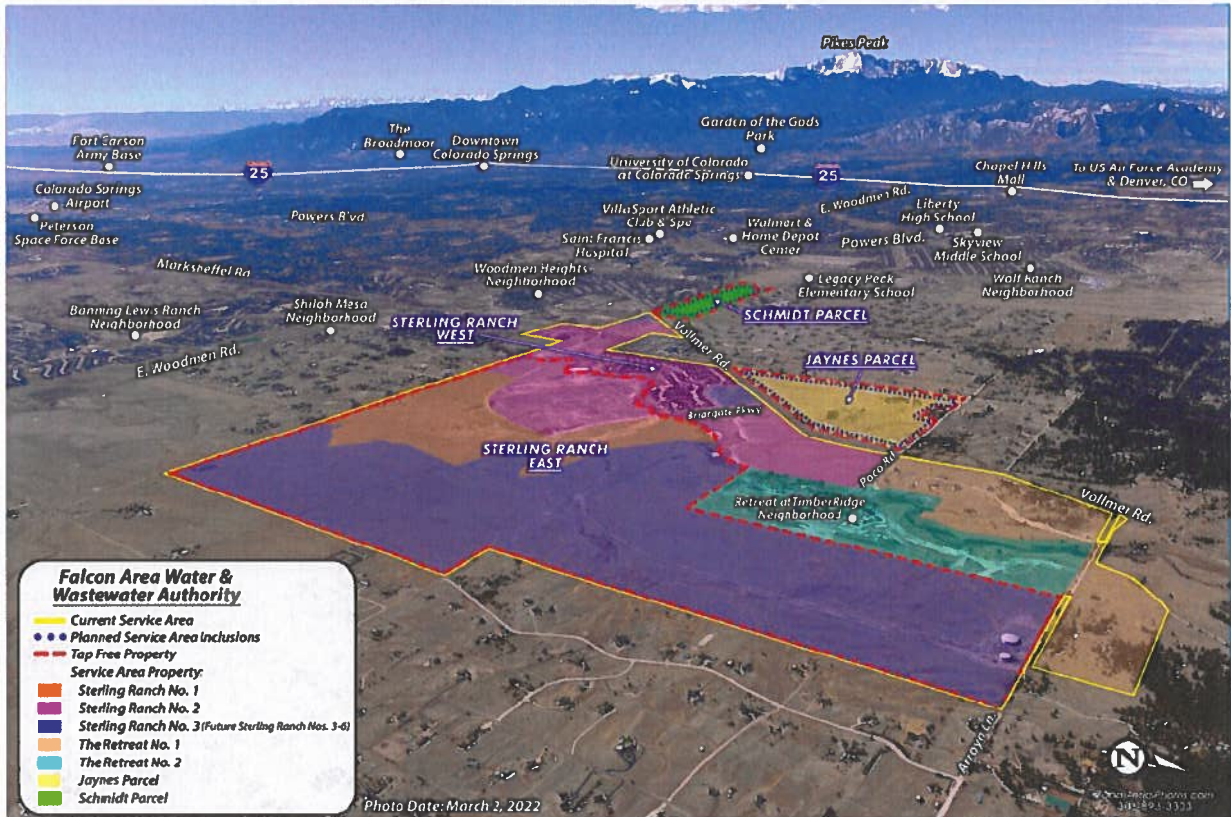 Pikes Peak
Garden of the Gods
Park
Fort Carson
Army Base
The
Broadmoor
Downtown
Colorado Springs
University of Colorado
at Colorado Springs
Chapel Hills
Mall
To US Air Force Academy
& Denver, CO
25
25
Colorado Springs
Airport
Peterson
Space Force Base
Powers Blvd.
E. Woodmen Rd.
VillaSport Athletic
Club & Spa
Saint Francis
Hospital
Walmart &
Home Depot
Center
Liberty
High School
Powers Blvd.
Skyview
Middle School
Marksheffel Rd
Woodmen Heights
Neighborhood
Legacy Peck
Elementary School
Wolf Ranch
Neighborhood
Banning Lewis Ranch
Neighborhood
Shiloh Mesa
Neighborhood
STERLING RANCH
WEST
SCHMIDT PARCEL
Vollmer Rd.
E. Woodmen Rd.
JAYNES PARCEL
Briargate Pkwy
STERLING RANCH
EAST
Poco Rd
Retreat at TimberRidge
Neighborhood
Vollmer Rd.
Falcon Area Water &
Wastewater Authority
Current Service Area
Planned Service Area Inclusions
Tap Free Property
Service Area Property:
Sterling Ranch No. 1
Sterling Ranch No. 2
Sterling Ranch No. 3 (Future Sterling Ranch Nos. 3-6)
The Retreat No. 1
The Retreat No. 2
Jaynes Parcel
Schmidt Parcel
Photo Date: March 2, 2022
Arroyo Ln.
N